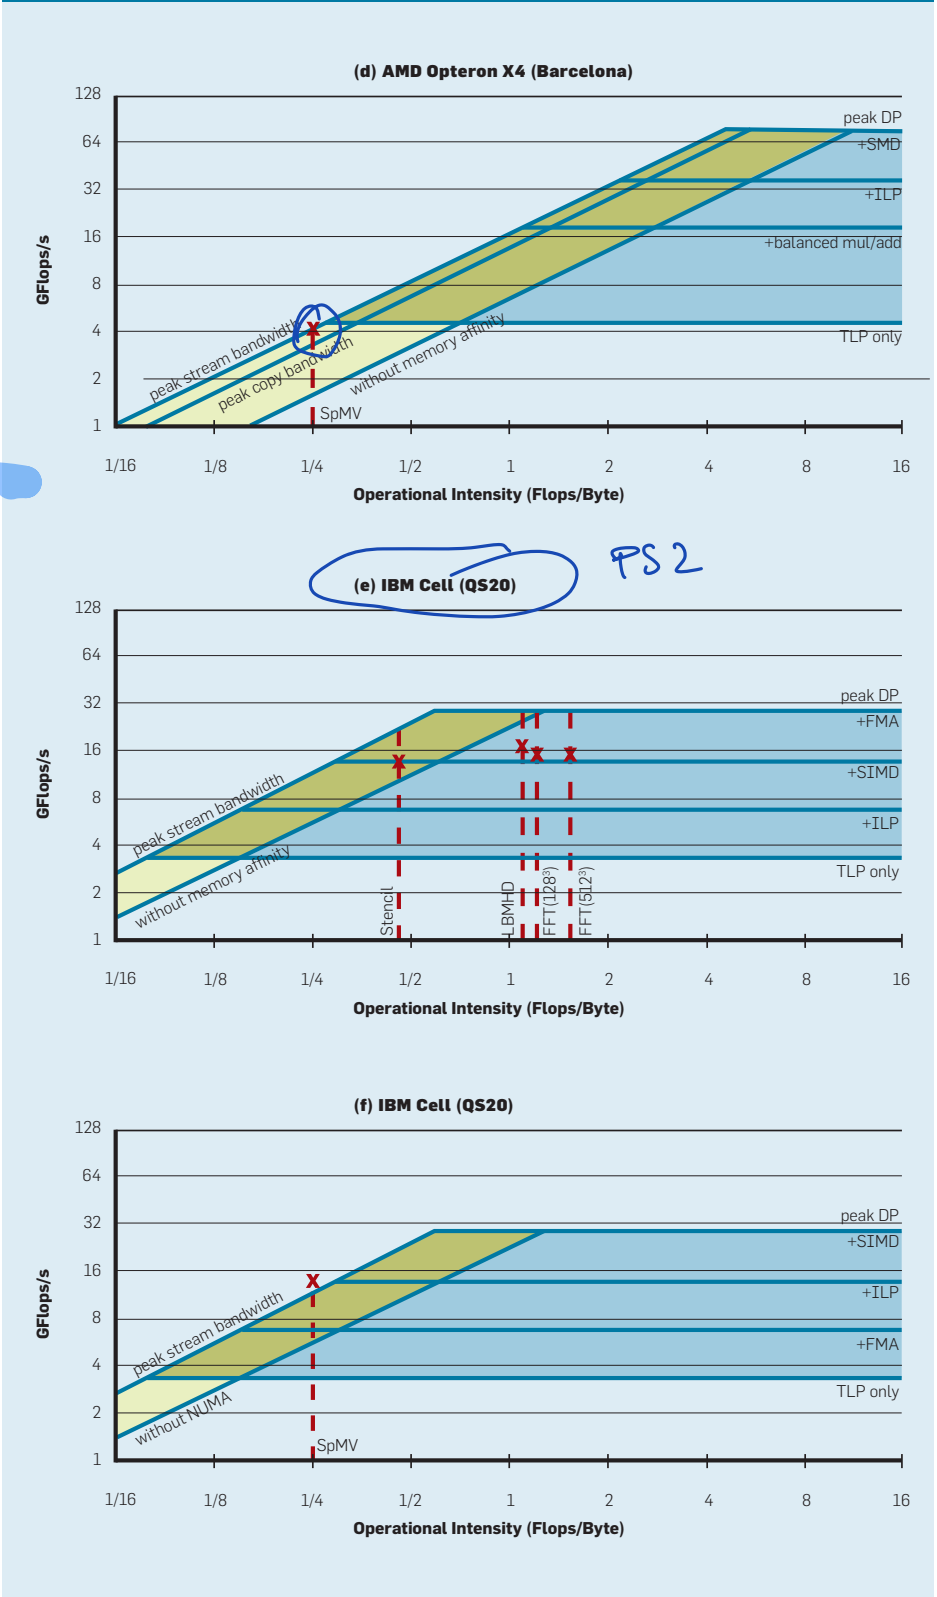 (d) AMD Opteron X4 (Barcelona)
128
64
32
16
8
4
2
1
GFlops/s
peak DP
+SMD
+ILP
+balanced mul/add
TLP only
peak stream bandwidth
peak copy bandwidth
without memory affinity
SpMV
1/16 1/8 1/4 1/2 1 2 4 8 16
Operational Intensity (Flops/Byte)
PS2
(e) IBM Cell (QS20)
128
64
32
16
8
4
2
1
GFlops/s
peak DP
+FMA
+SIMD
+ILP
TLP only
peak stream bandwidth
without memory affinity
Stencil
LBMHD
FFT(128³)
FFT(512³)
1/16 1/8 1/4 1/2 1 2 4 8 16
Operational Intensity (Flops/Byte)
(f) IBM Cell (QS20)
128
64
32
16
8
4
2
1
GFlops/s
peak DP
+SIMD
+ILP
+FMA
TLP only
peak stream bandwidth
without NUMA
SpMV
1/16 1/8 1/4 1/2 1 2 4 8 16
Operational Intensity (Flops/Byte)